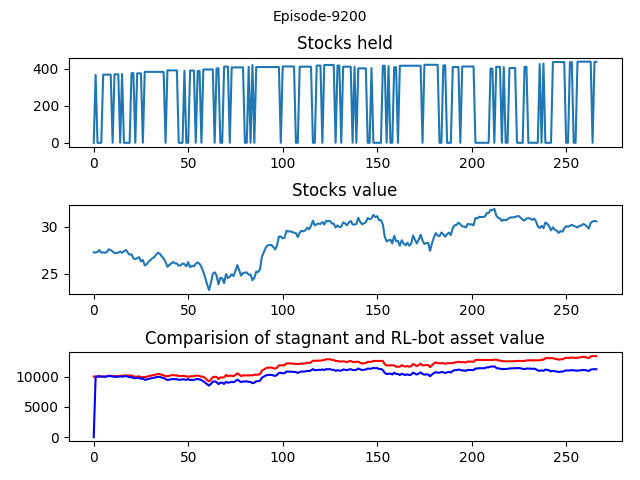 Episode-9200
Stocks held
400
200
0
0 50 100 150 200 250
Stocks value
30
25
0 50 100 150 200 250
Comparision of stagnant and RL-bot asset value
10000
5000
0
0 50 100 150 200 250